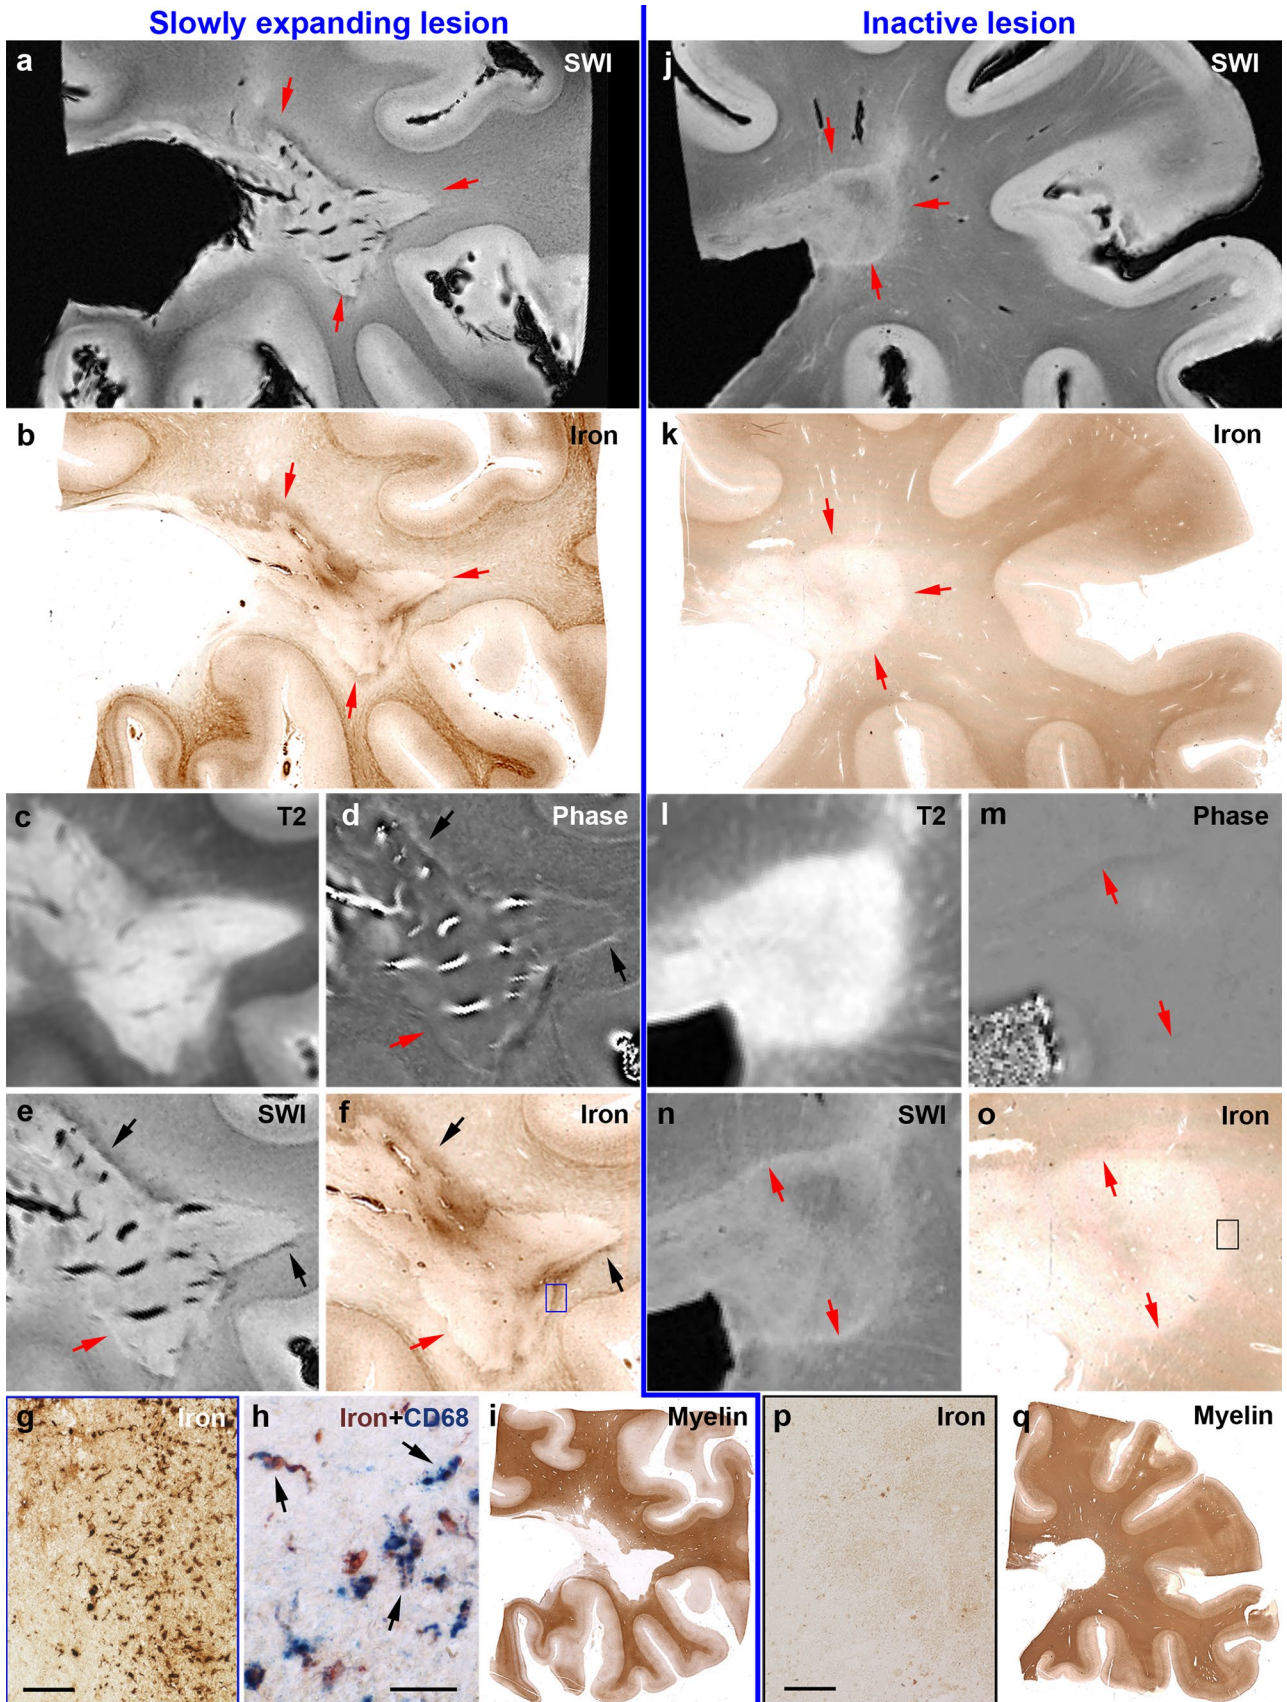 Slowly expanding lesion
Inactive lesion
a
SWI
j
SWI
b
Iron
k
Iron
c
T2
d
Phase
l
T2
m
Phase
e
SWI
f
Iron
n
SWI
o
Iron
g
Iron
h
Iron+CD68
i
Myelin
p
Iron
q
Myelin